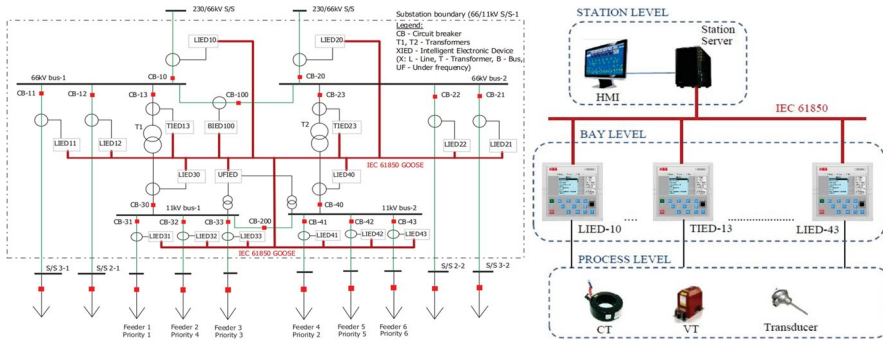 230/66kV S/S
230/66kV S/S
Substation boundary (66/11kV S/S-1
Legend:
CB - Circuit breaker
T1, T2 - Transformers
XIED - Intelligent Electronic Device
(X: L - Line, T - Transformer, B - Bus,
UF - Under frequency)
LIED10
LIED20
CB-10
CB-20
66kV bus-1
66kV bus-2
CB-11
CB-12
CB-13
CB-100
CB-23
CB-22
CB-21
T1
TIED13
BIED100
T2
TIED23
LIED11
LIED12
LIED22
LIED21
IEC 61850 GOOSE
LIED30
UFIED
LIED40
CB-30
CB-40
11kV bus-1
11kV bus-2
CB-31
CB-32
CB-33
CB-200
CB-41
CB-42
CB-43
LIED31
LIED32
LIED33
LIED41
LIED42
LIED43
IEC 61850 GOOSE
S/S 3-1
S/S 2-1
S/S 2-2
S/S 3-2
Feeder 1
Priority 1
Feeder 2
Priority 4
Feeder 3
Priority 3
Feeder 4
Priority 2
Feeder 5
Priority 5
Feeder 6
Priority 6
STATION LEVEL
Station
Server
HMI
IEC 61850
BAY LEVEL
ABB
ABB
ABB
LIED-10
....
TIED-13
..................
LIED-43
PROCESS LEVEL
CT
VT
Transducer